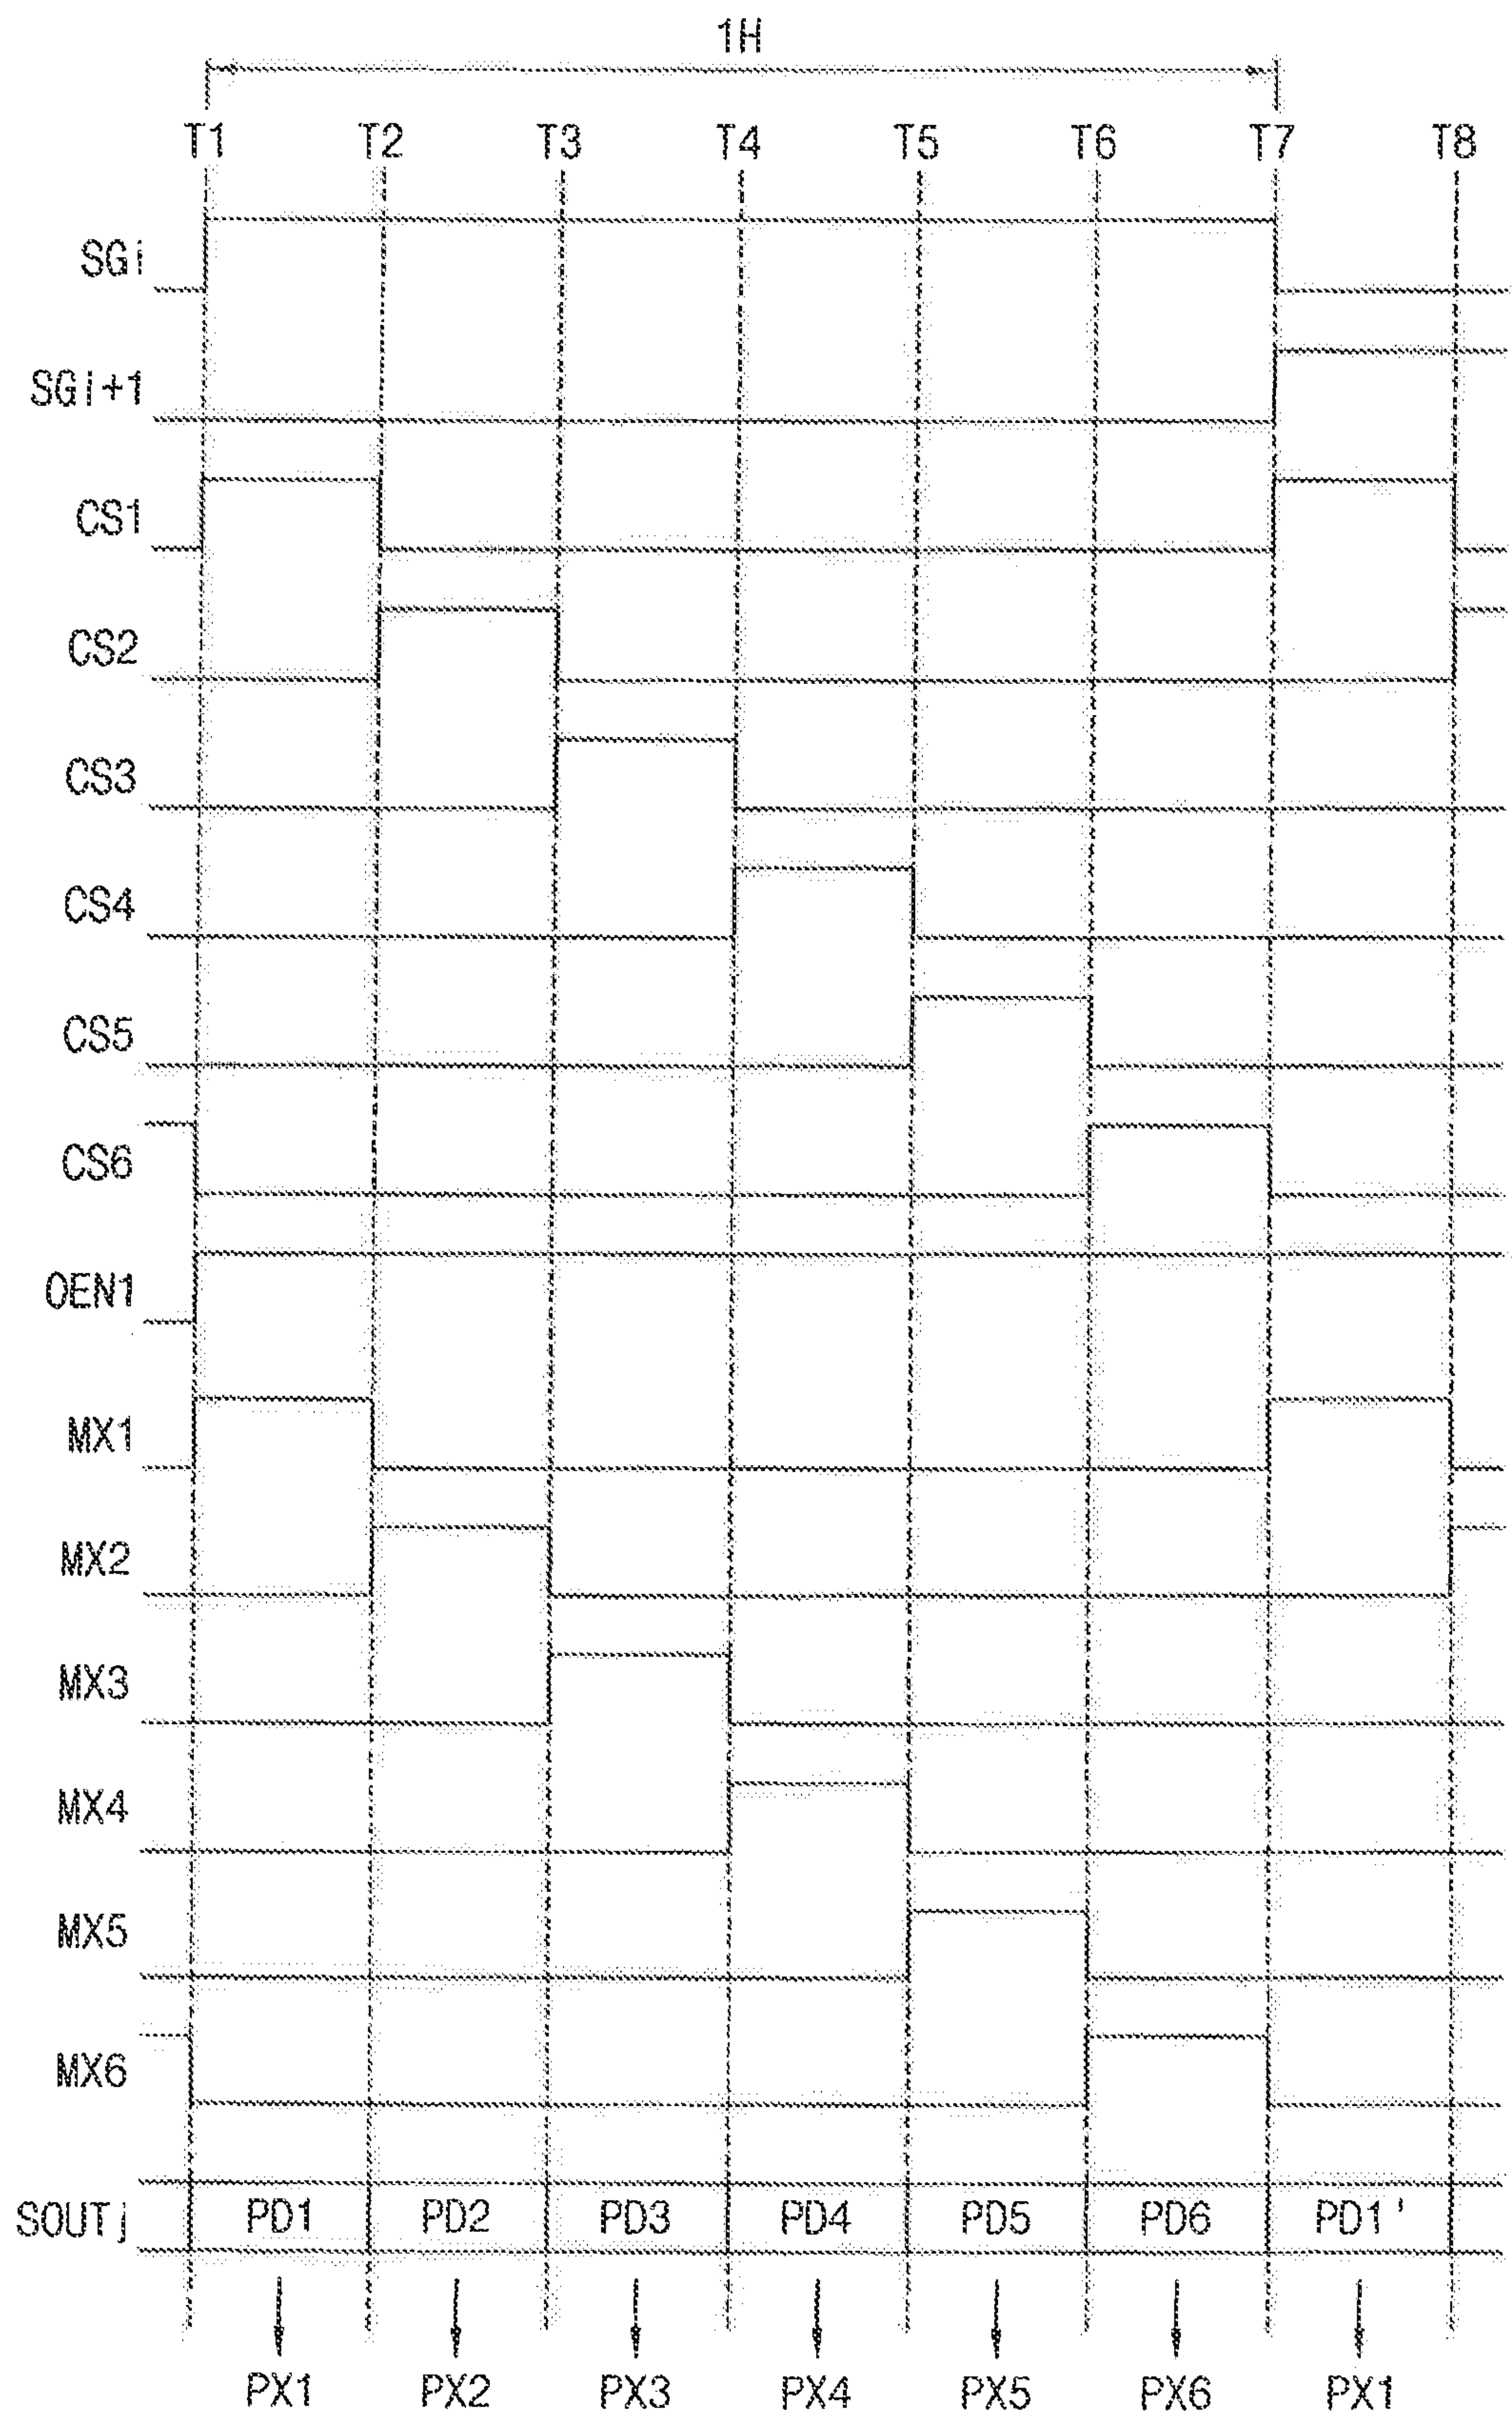 1H
T1 T2 T3 T4 T5 T6 T7 T8
SGi
SGi+1
CS1
CS2
CS3
CS4
CS5
CS6
OEN1
MX1
MX2
MX3
MX4
MX5
MX6
SOUTj PD1 PD2 PD3 PD4 PD5 PD6 PD1'
PX1 PX2 PX3 PX4 PX5 PX6 PX1